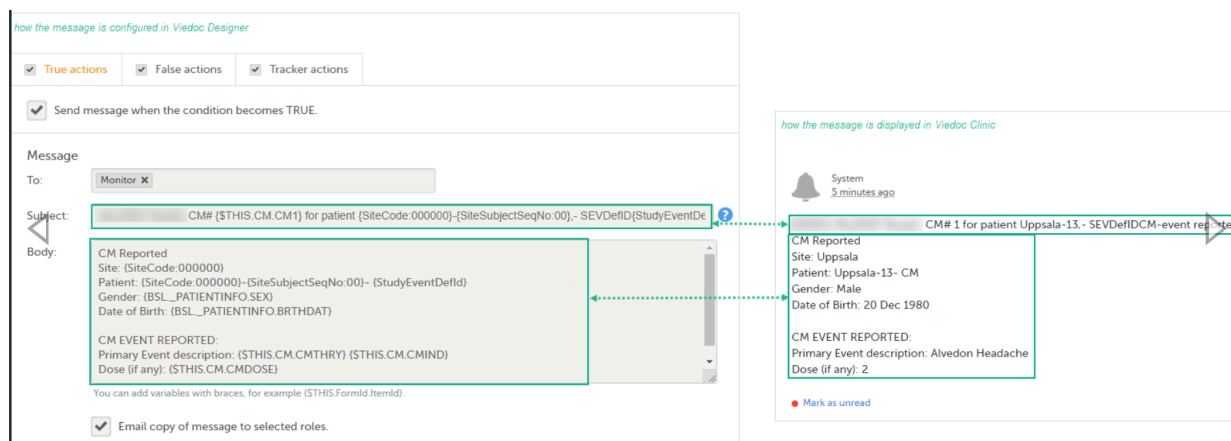 how the message is configured in Viedoc Designer
True actions
False actions
Tracker actions
Send message when the condition becomes TRUE.
Message
To:
Monitor ×
Subject:
CM# {$THIS.CM.CM1} for patient {SiteCode:000000}-{SiteSubjectSeqNo:00},- SEVDefID{StudyEventDe
?
Body:
CM Reported
Site: {SiteCode:000000}
Patient: {SiteCode:000000}-{SiteSubjectSeqNo:00}- {StudyEventDefId}
Gender: {BSL._PATIENTINFO.SEX}
Date of Birth: {BSL._PATIENTINFO.BRTHDAT}
CM EVENT REPORTED:
Primary Event description: {$THIS.CM.CMTHRY} {$THIS.CM.CMIND}
Dose (if any): {$THIS.CM.CMDOSE}
You can add variables with braces, for example {$THIS.FormId.ItemId}.
Email copy of message to selected roles.
how the message is displayed in Viedoc Clinic
System
5 minutes ago
CM# 1 for patient Uppsala-13,- SEVDefIDCM-event reporte
CM Reported
Site: Uppsala
Patient: Uppsala-13- CM
Gender: Male
Date of Birth: 20 Dec 1980
CM EVENT REPORTED:
Primary Event description: Alvedon Headache
Dose (if any): 2
Mark as unread